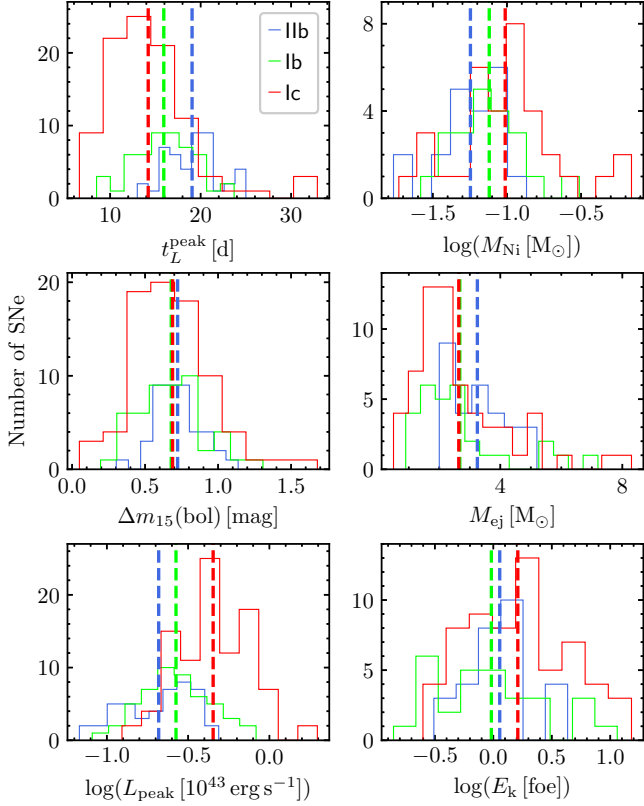 25
20
15
10
5
0
IIb
Ib
Ic
10 20 30
t_L^peak [d]
8
4
0
−1.5 −1.0 −0.5
log(M_Ni [M_⊙])
Number of SNe
20
10
0
0.0 0.5 1.0 1.5
Δm_15(bol) [mag]
10
5
0
4 8
M_ej [M_⊙]
20
10
0
−1.0 −0.5 0.0
log(L_peak [10^43 erg s^−1])
10
5
0
−0.5 0.0 0.5 1.0
log(E_k [foe])